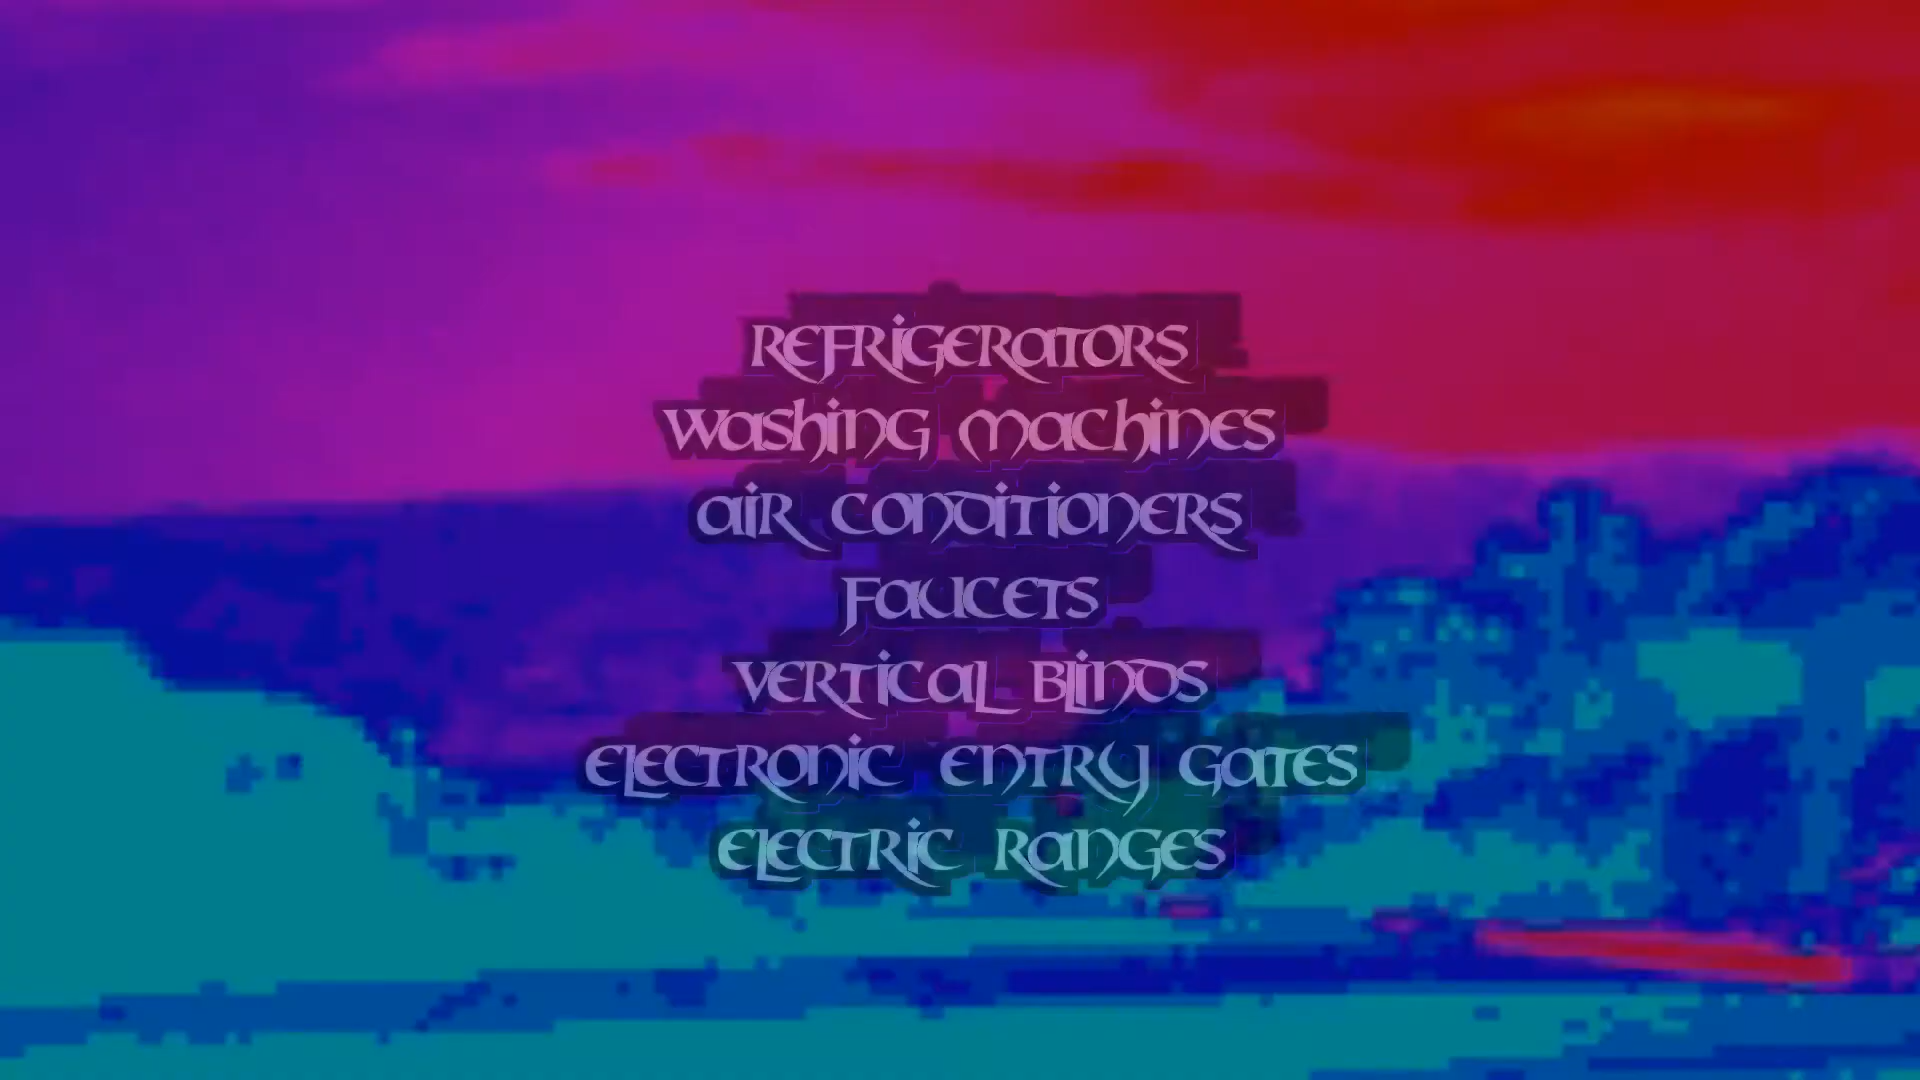 Refrigerators
Washing Machines
Air Conditioners
Faucets
Vertical Blinds
Electronic Entry Gates
Electric Ranges